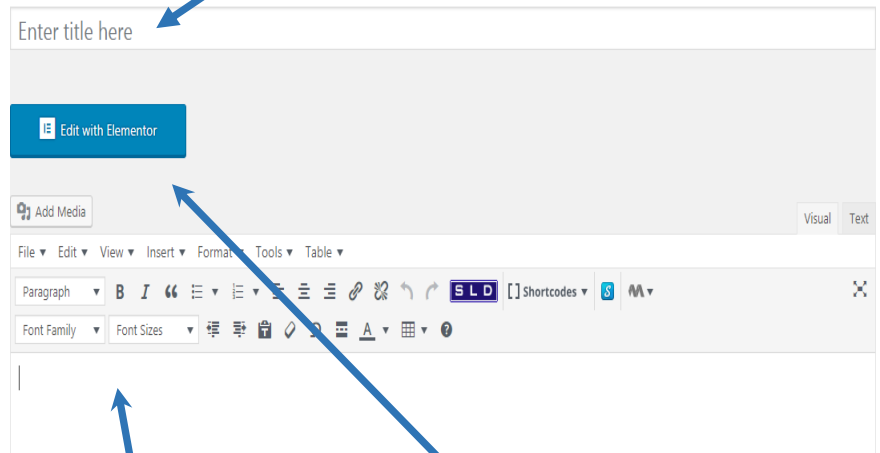 Enter title here
Edit with Elementor
Add Media
Visual Text
File Edit View Insert Format Tools Table
Paragraph B I SLD [ ] Shortcodes S
Font Family Font Sizes T A ?